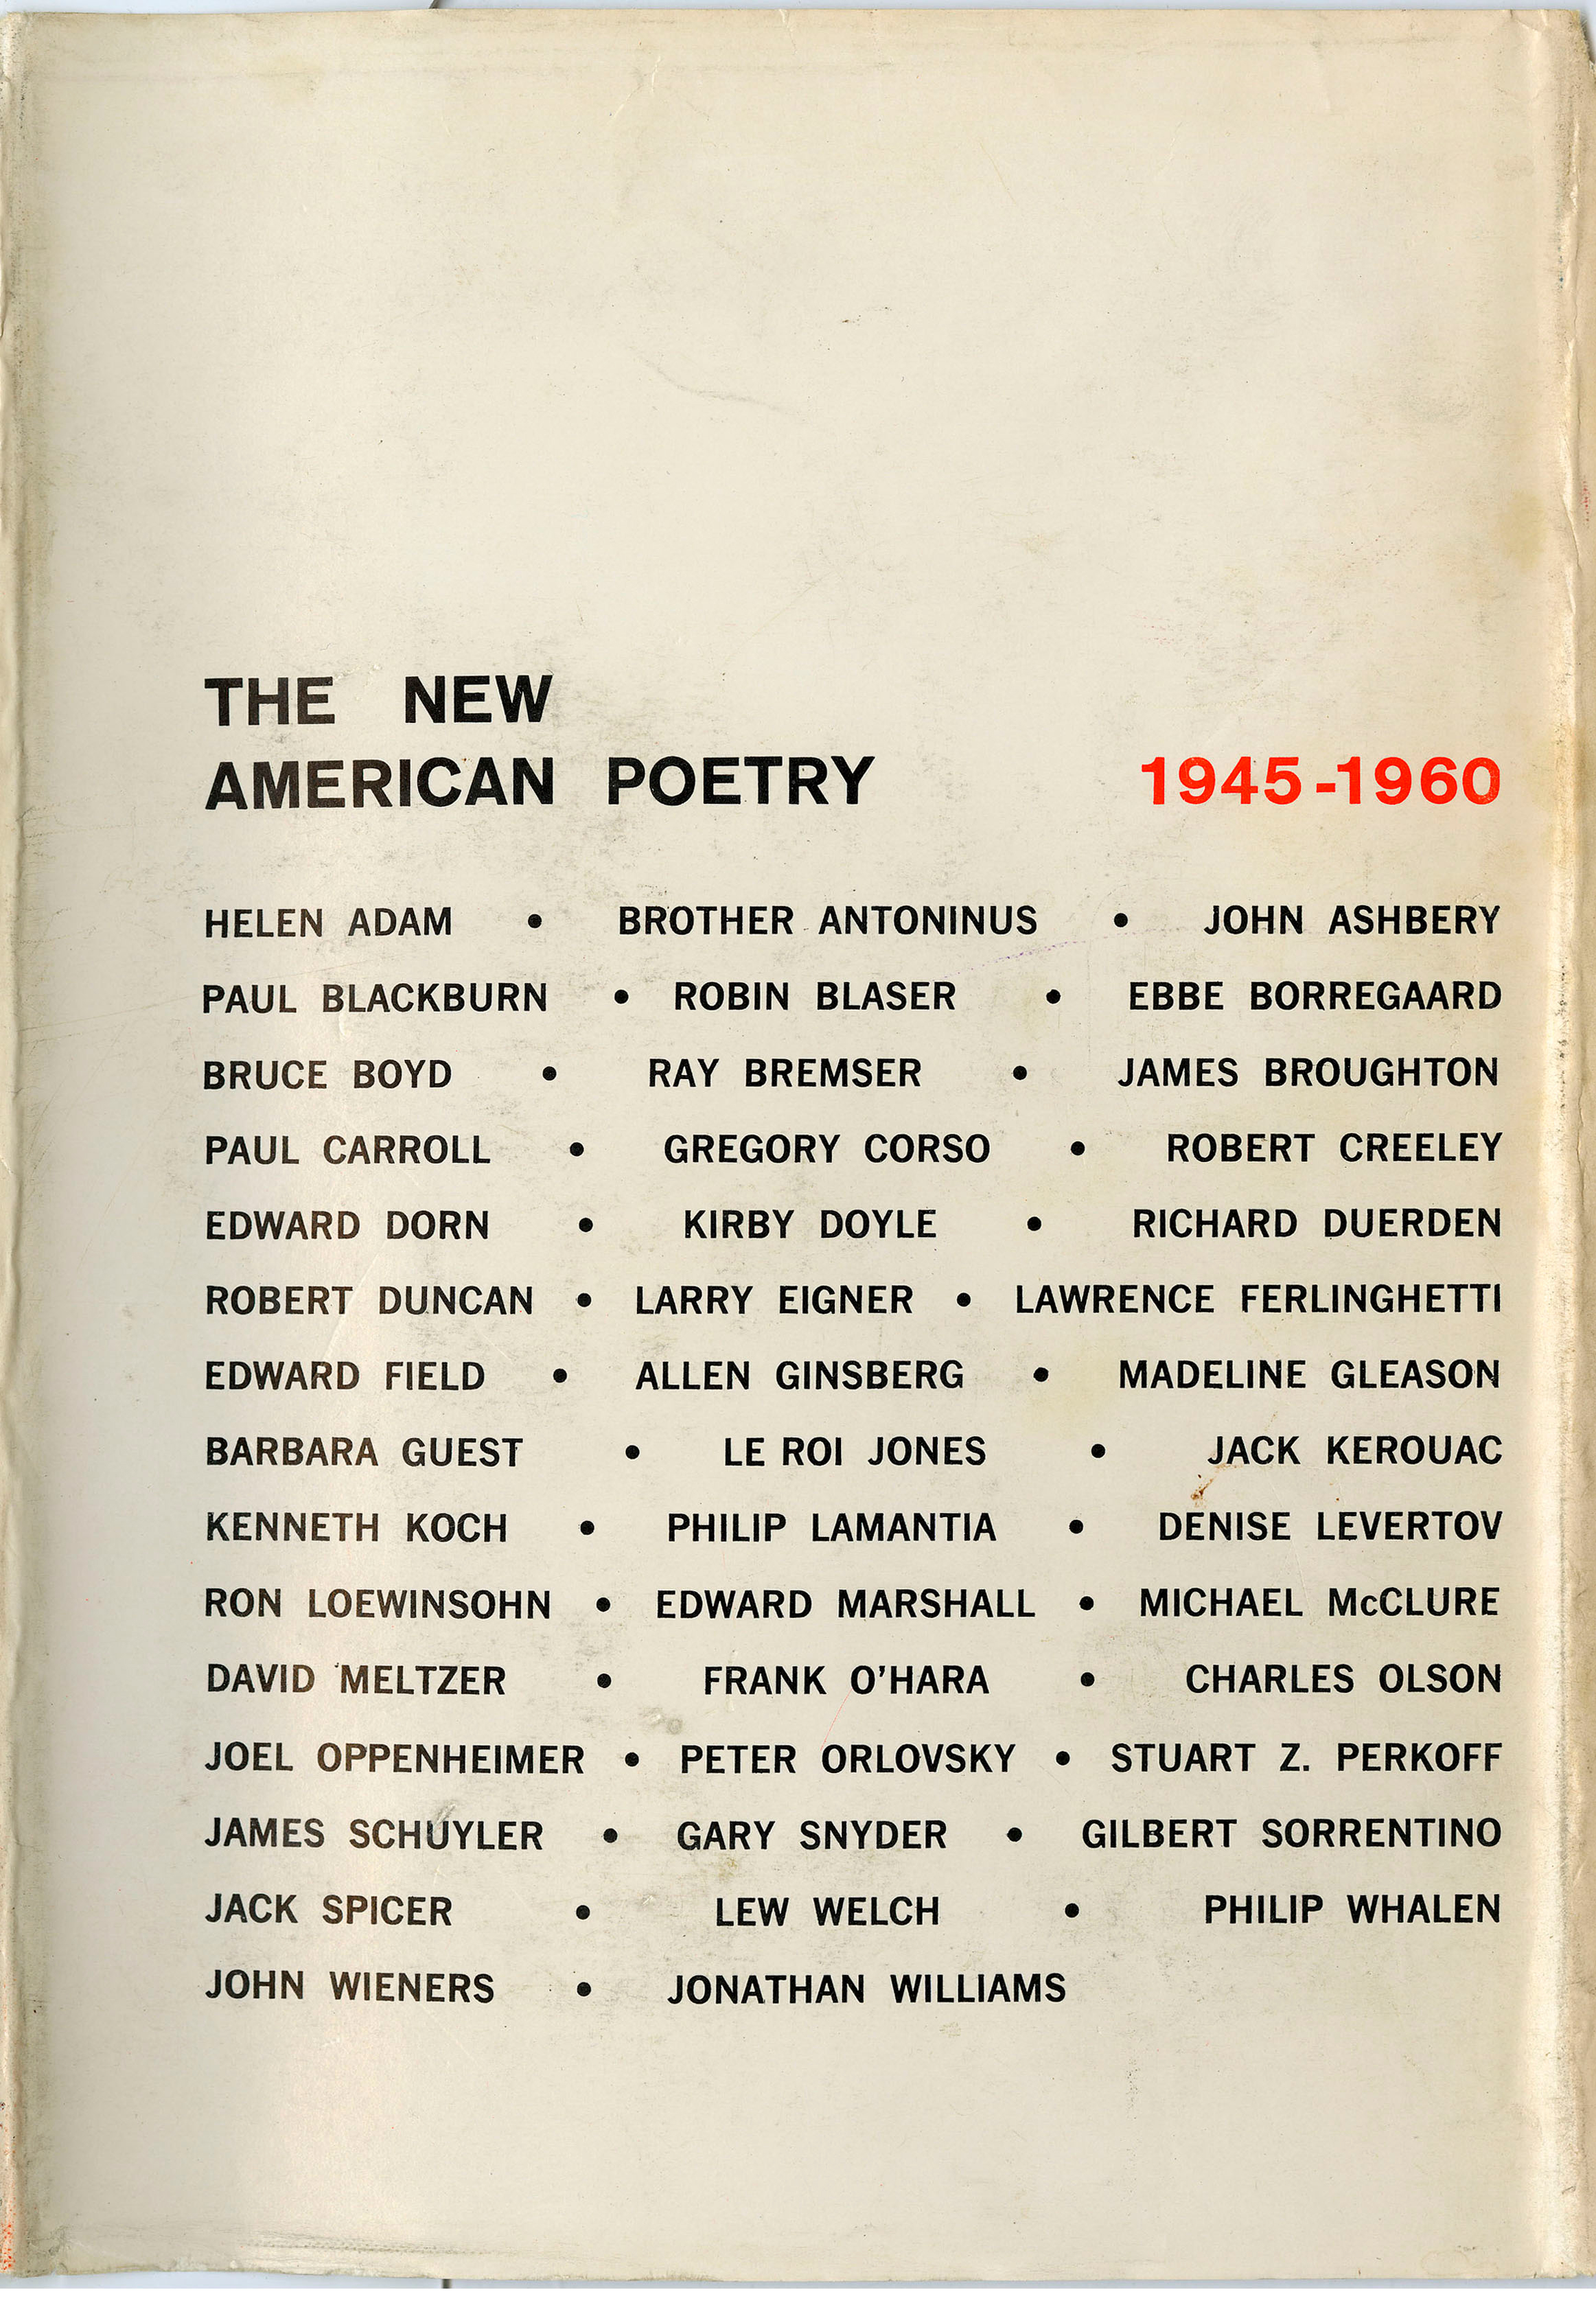 THE NEW
AMERICAN POETRY 1945-1960
HELEN ADAM • BROTHER ANTONINUS • JOHN ASHBERY
PAUL BLACKBURN • ROBIN BLASER • EBBE BORREGAARD
BRUCE BOYD • RAY BREMSER • JAMES BROUGHTON
PAUL CARROLL • GREGORY CORSO • ROBERT CREELEY
EDWARD DORN • KIRBY DOYLE • RICHARD DUERDEN
ROBERT DUNCAN • LARRY EIGNER • LAWRENCE FERLINGHETTI
EDWARD FIELD • ALLEN GINSBERG • MADELINE GLEASON
BARBARA GUEST • LE ROI JONES • JACK KEROUAC
KENNETH KOCH • PHILIP LAMANTIA • DENISE LEVERTOV
RON LOEWINSOHN • EDWARD MARSHALL • MICHAEL McCLURE
DAVID MELTZER • FRANK O'HARA • CHARLES OLSON
JOEL OPPENHEIMER • PETER ORLOVSKY • STUART Z. PERKOFF
JAMES SCHUYLER • GARY SNYDER • GILBERT SORRENTINO
JACK SPICER • LEW WELCH • PHILIP WHALEN
JOHN WIENERS • JONATHAN WILLIAMS